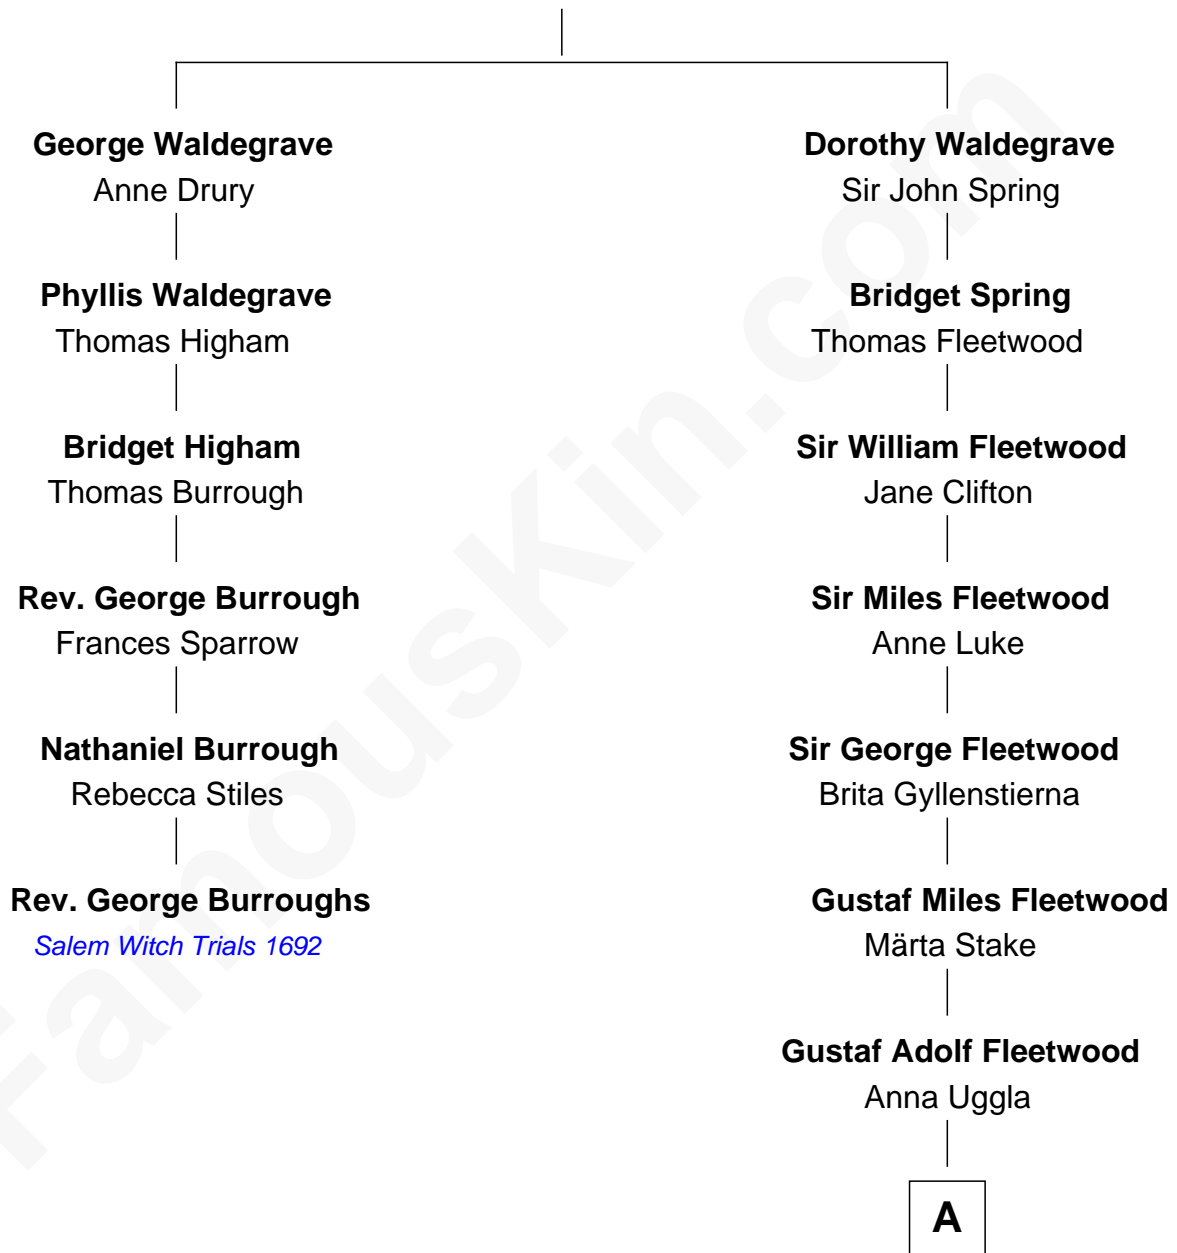 George Waldegrave
Anne Drury
Phyllis Waldegrave
Thomas Higham
Bridget Higham
Thomas Burrough
Rev. George Burrough
Frances Sparrow
Nathaniel Burrough
Rebecca Stiles
Rev. George Burroughs
Salem Witch Trials 1692
Dorothy Waldegrave
Sir John Spring
Bridget Spring
Thomas Fleetwood
Sir William Fleetwood
Jane Clifton
Sir Miles Fleetwood
Anne Luke
Sir George Fleetwood
Brita Gyllenstierna
Gustaf Miles Fleetwood
Märta Stake
Gustaf Adolf Fleetwood
Anna Uggla
A
FamousKin.com